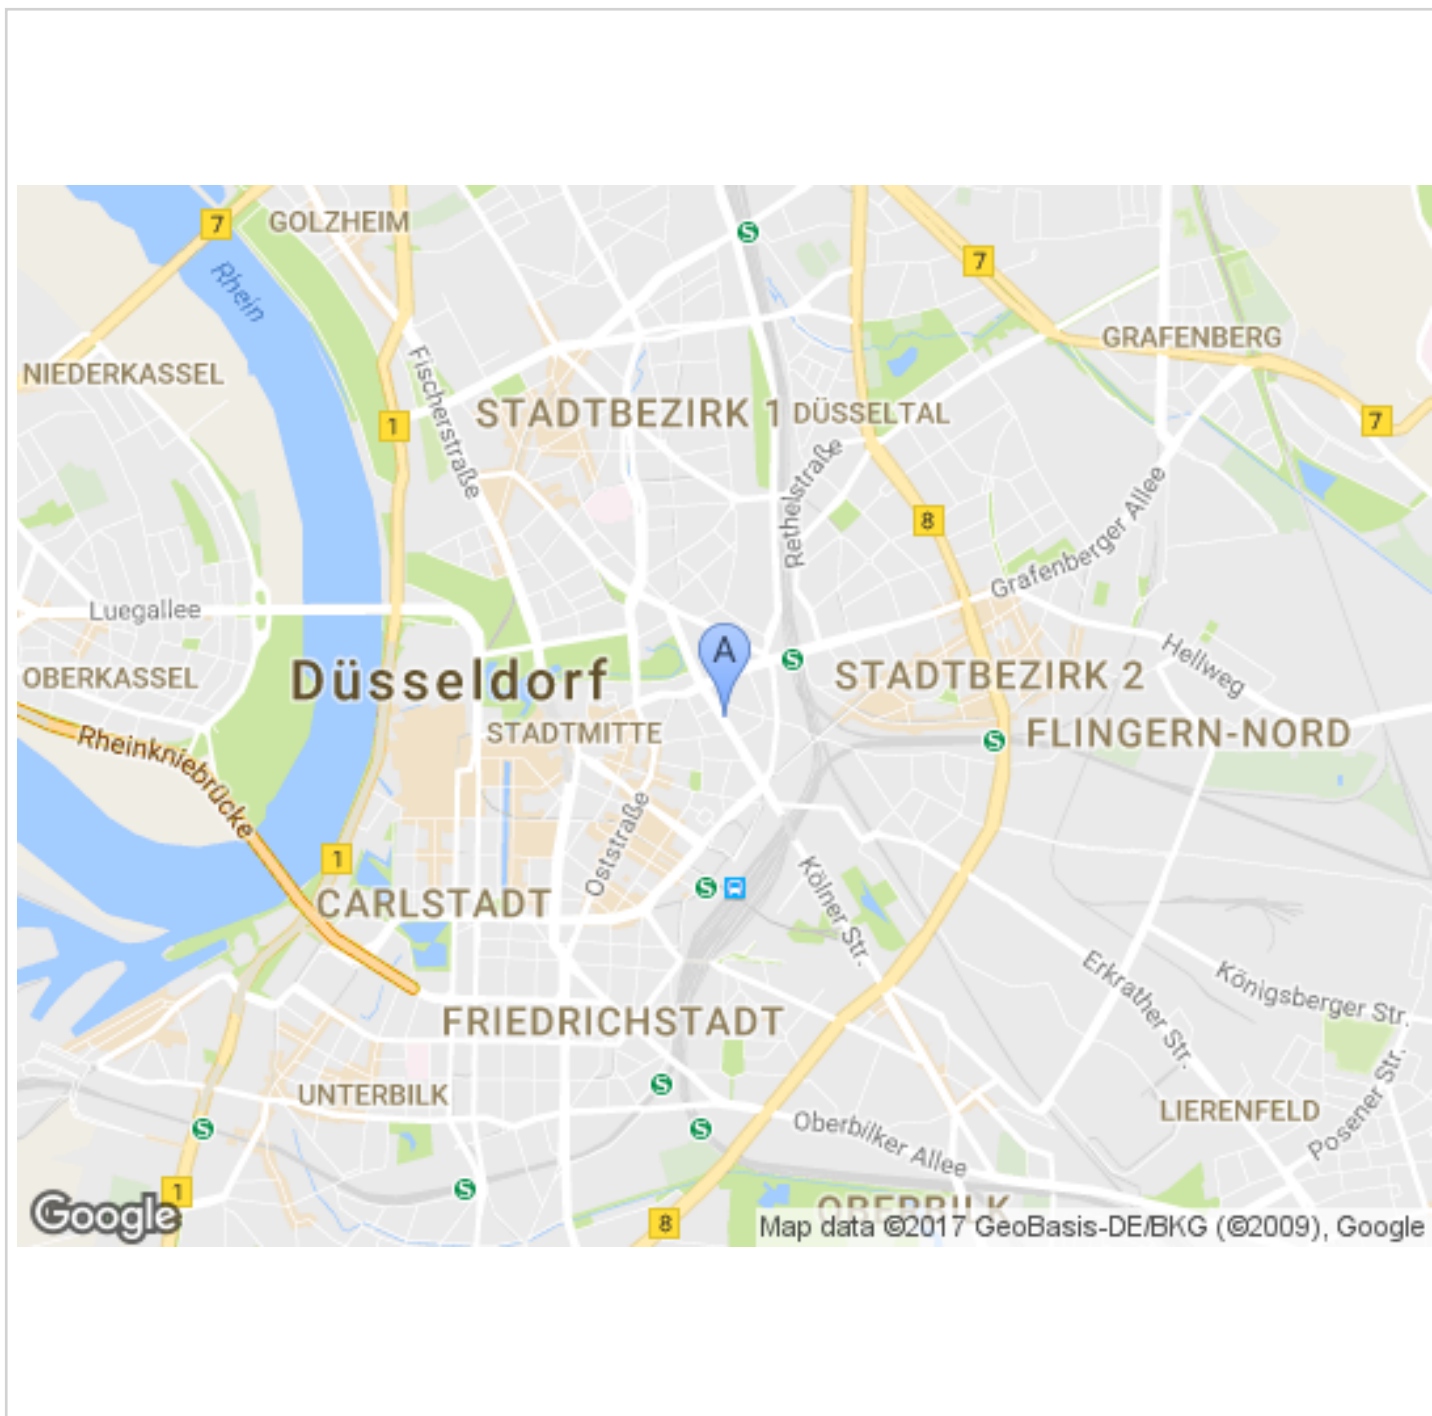 GOLZHEIM
7
S
7
Rhein
GRAFENBERG
NIEDERKASSEL
Fischerstraße
STADTBEZIRK 1
DÜSSELTAL
1
7
Rethelstraße
8
Grafenberger Allee
Luegallee
A
S
Hellweg
OBERKASSEL
Düsseldorf
STADTBEZIRK 2
STADTMITTE
S
FLINGERN-NORD
Rheinkniebrücke
Oststraße
1
S
Kölner Str.
CARLSTADT
Erkrather Str.
Königsberger Str.
FRIEDRICHSTADT
UNTERBILK
S
S
S
Oberbilker Allee
LIERENFELD
Posener Str.
1
S
OBERBILK
8
Google
Map data ©2017 GeoBasis-DE/BKG (©2009), Google